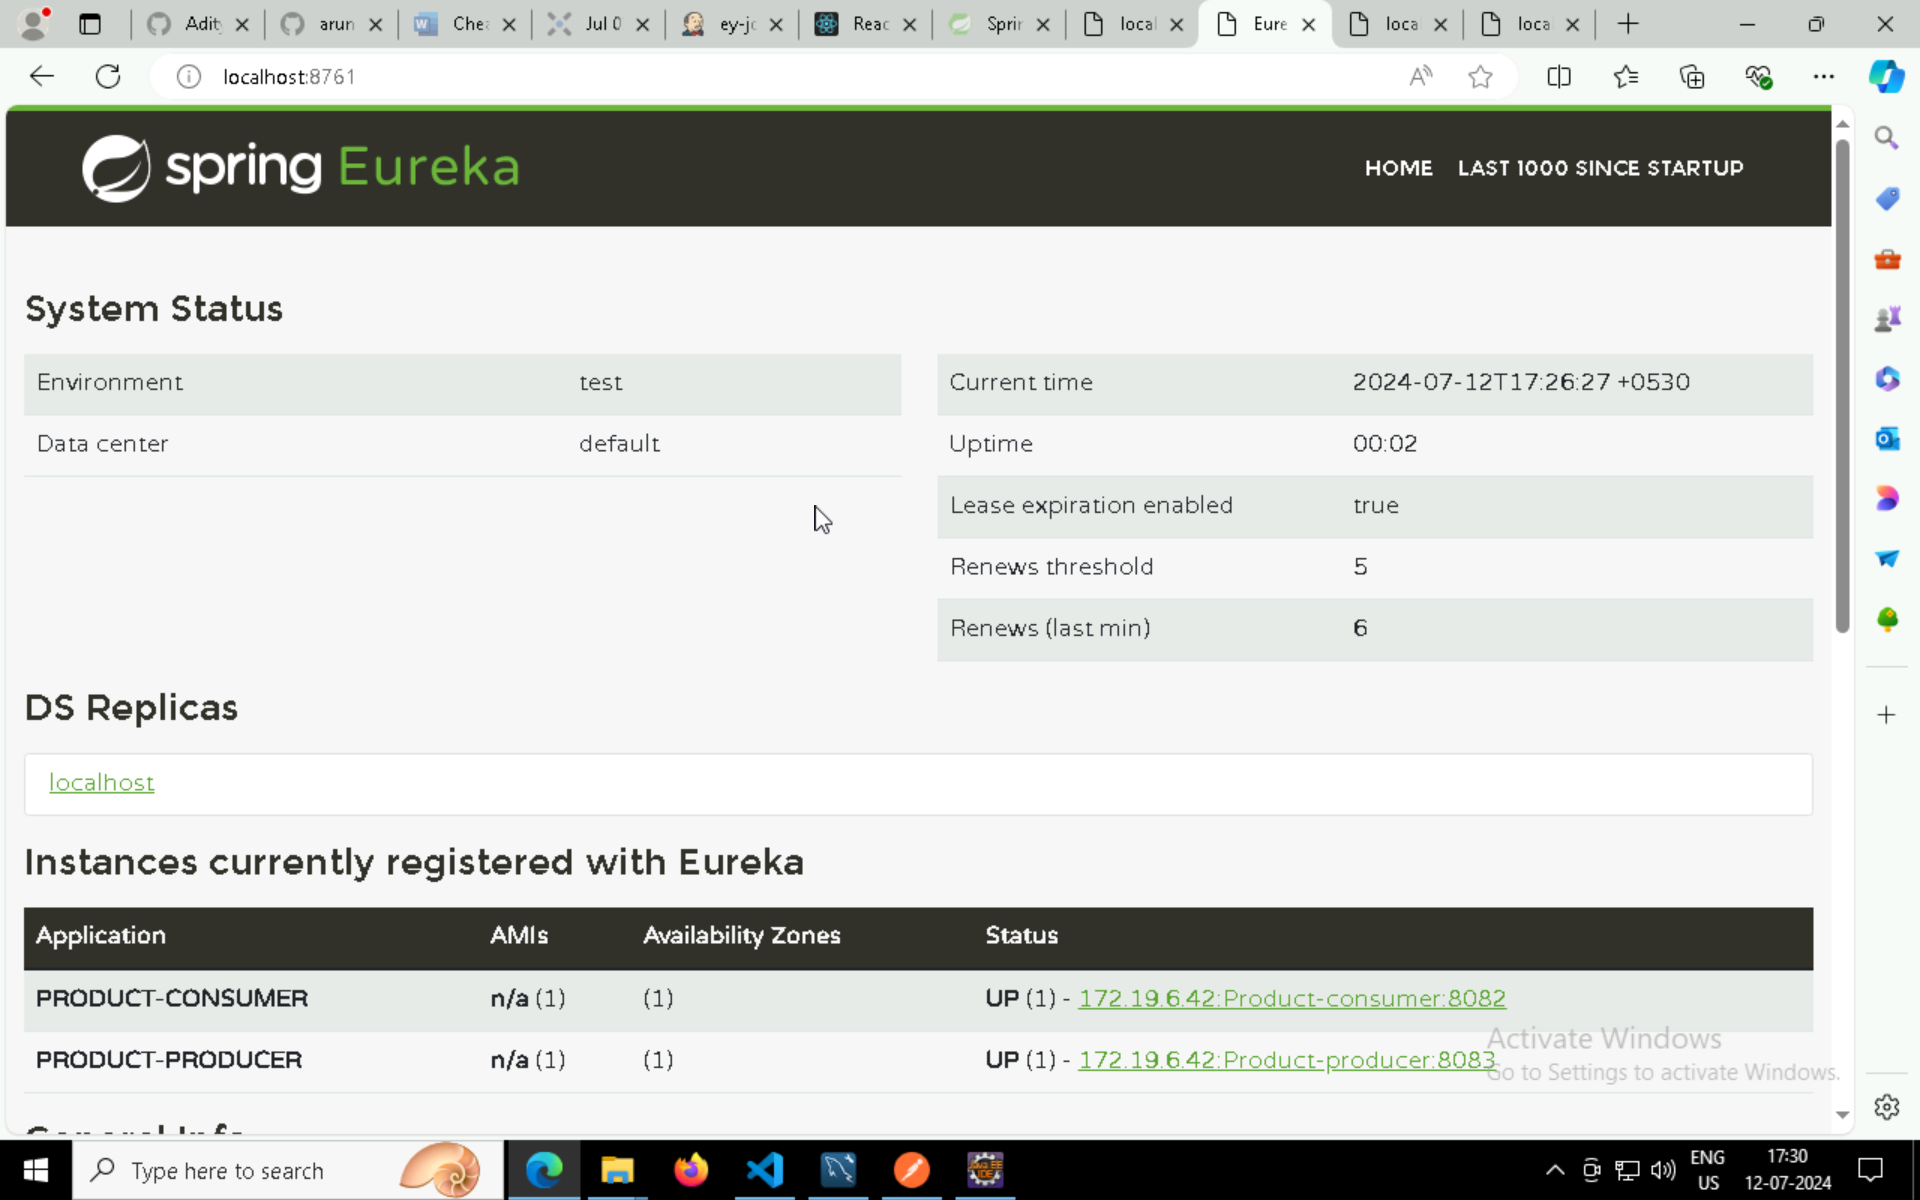 Adit
arun
Che
Jul 0
ey-jc
Reac
Sprin
local
Eure
loca
loca
localhost:8761
spring Eureka
HOME LAST 1000 SINCE STARTUP
System Status
Environment test
Data center default
Current time 2024-07-12T17:26:27 +0530
Uptime 00:02
Lease expiration enabled true
Renews threshold 5
Renews (last min) 6
DS Replicas
localhost
Instances currently registered with Eureka
Application AMIs Availability Zones Status
PRODUCT-CONSUMER n/a (1) (1) UP (1) - 172.19.6.42:Product-consumer:8082
PRODUCT-PRODUCER n/a (1) (1) UP (1) - 172.19.6.42:Product-producer:8083
Activate Windows
Go to Settings to activate Windows.
General Info
Type here to search
ENG
US
17:30
12-07-2024